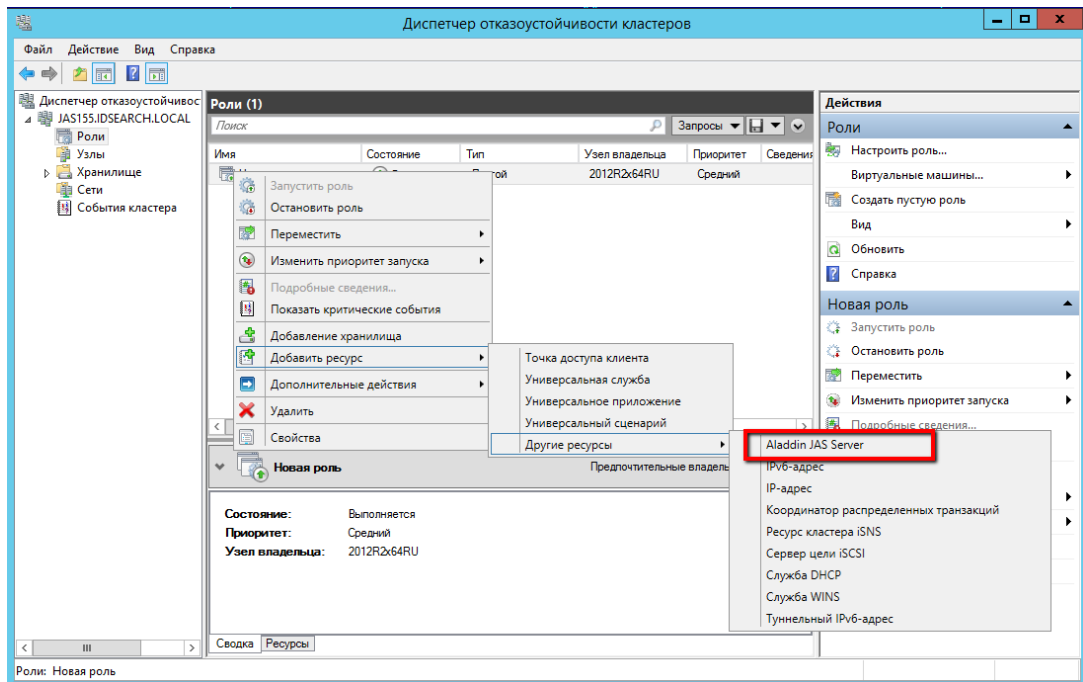 Диспетчер отказоустойчивости кластеров
Файл Действие Вид Справка
Диспетчер отказоустойчивос
JAS155.IDSEARCH.LOCAL
Роли
Узлы
Хранилище
Сети
События кластера
Роли (1)
Поиск
Запросы
Имя Состояние Тип Узел владельца Приоритет Сведения
2012R2x64RU Средний
Запустить роль
Остановить роль
Переместить
Изменить приоритет запуска
Подробные сведения...
Показать критические события
Добавление хранилища
Добавить ресурс
Дополнительные действия
Удалить
Свойства
Точка доступа клиента
Универсальная служба
Универсальное приложение
Универсальный сценарий
Другие ресурсы
Aladdin JAS Server
IPv6-адрес
IP-адрес
Координатор распределенных транзакций
Ресурс кластера iSNS
Сервер цели iSCSI
Служба DHCP
Служба WINS
Туннельный IPv6-адрес
Новая роль
Предпочтительные владель
Состояние: Выполняется
Приоритет: Средний
Узел владельца: 2012R2x64RU
Сводка Ресурсы
Действия
Роли
Настроить роль...
Виртуальные машины...
Создать пустую роль
Вид
Обновить
Справка
Новая роль
Запустить роль
Остановить роль
Переместить
Изменить приоритет запуска
Подробные сведения...
Роли: Новая роль